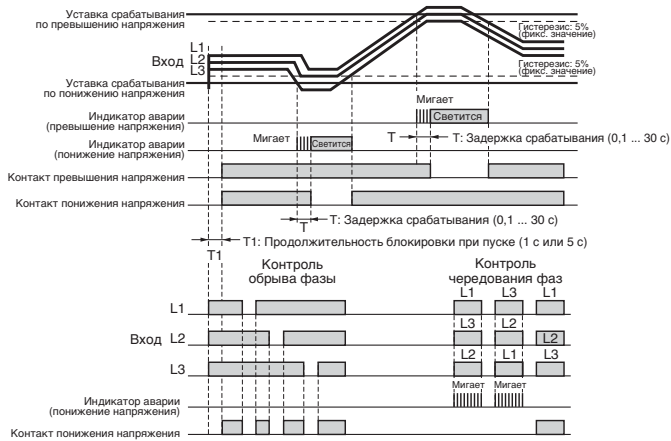 Уставка срабатывания
по превышению напряжения
Гистерезис: 5%
(фикс. значение)
L1
L2
L3
Вход
Гистерезис: 5%
(фикс. значение)
Уставка срабатывания
по понижению напряжения
Мигает
Индикатор аварии
(превышение напряжения)
Светится
T
T: Задержка срабатывания (0,1 ... 30 с)
Индикатор аварии
(понижение напряжения)
Мигает
Светится
Контакт превышения напряжения
Контакт понижения напряжения
T: Задержка срабатывания (0,1 ... 30 с)
T
T1: Продолжительность блокировки при пуске (1 с или 5 с)
T1
Контроль
обрыва фазы
Контроль
чередования фаз
L1
L1 L3 L1
Вход L2
L3 L2 L2
L3
L2 L1 L3
Мигает Мигает
Индикатор аварии
(понижение напряжения)
Контакт понижения напряжения